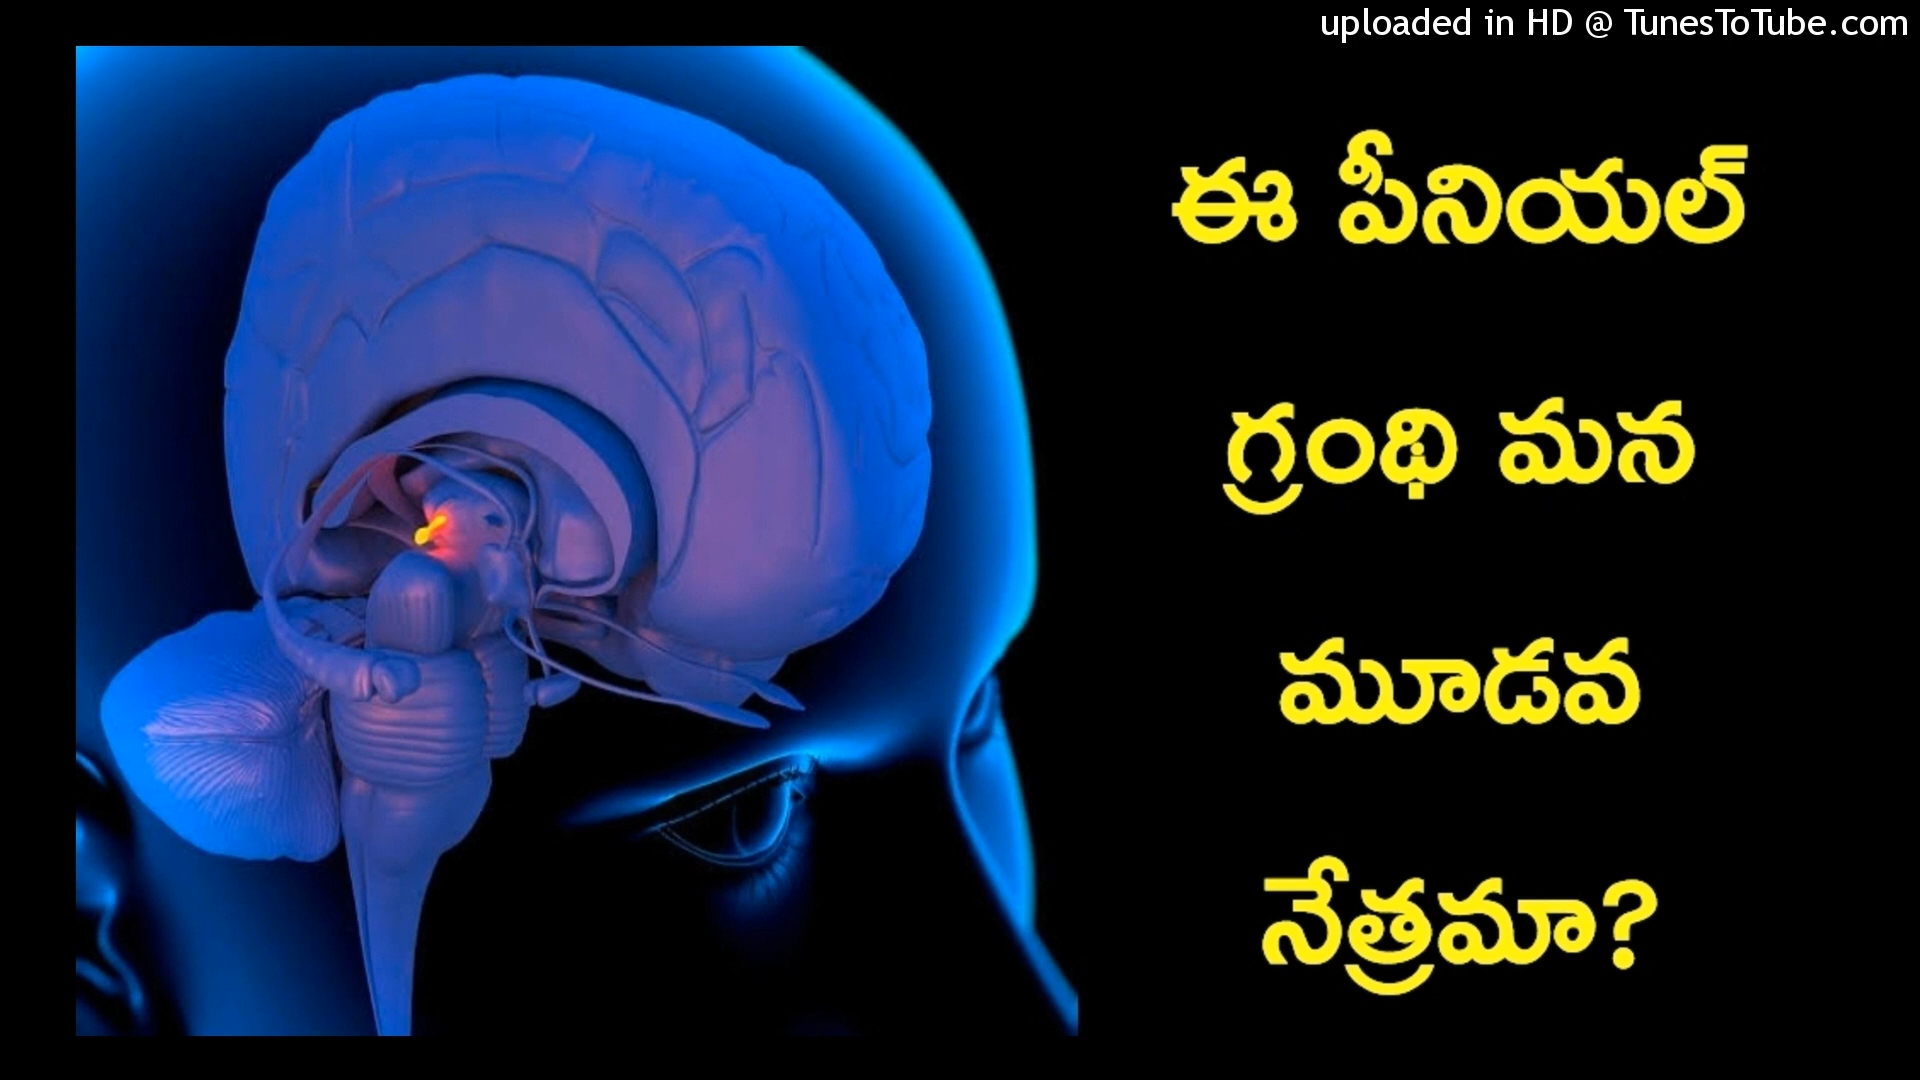 uploaded in HD @ TunesToTube.com
ఈ పీనియల్
గ్రంథి మన
మూడవ
నేత్రమా?